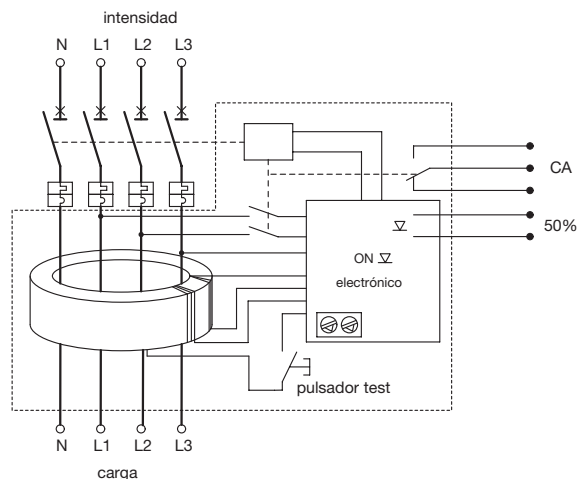 intensidad
N L1 L2 L3
CA
50%
ON
electrónico
pulsador test
N L1 L2 L3
carga